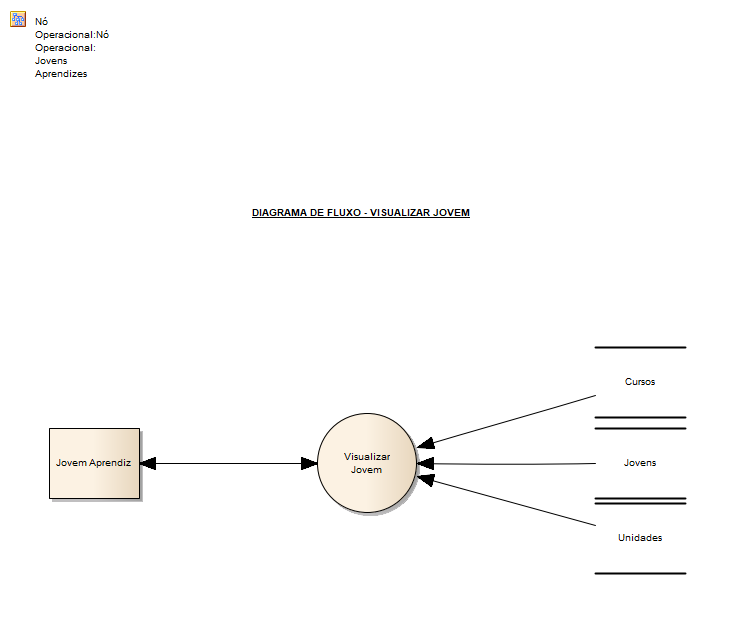 Nó
Operacional:Nó
Operacional:
Jovens
Aprendizes
DIAGRAMA DE FLUXO - VISUALIZAR JOVEM
Cursos
Jovem Aprendiz
Visualizar
Jovem
Jovens
Unidades